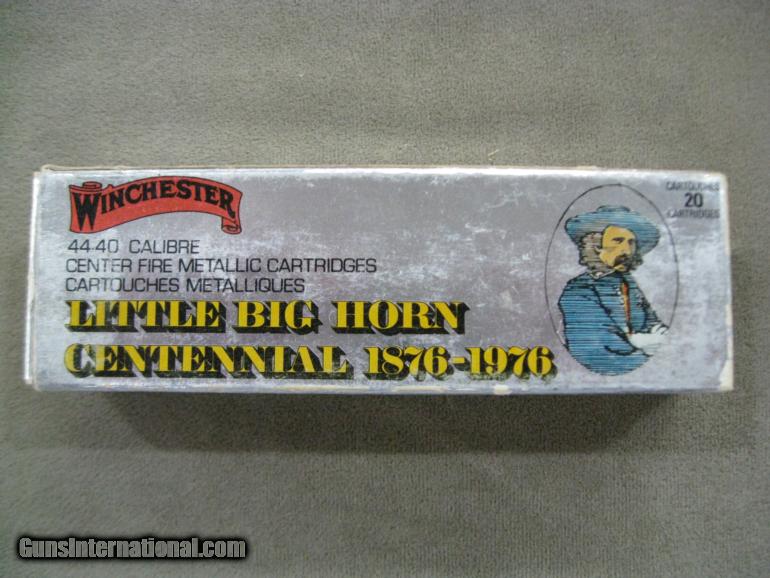 WINCHESTER
44-40 CALIBRE
CENTER FIRE METALLIC CARTRIDGES
CARTOUCHES METALLIQUES
LITTLE BIG HORN
CENTENNIAL 1876-1976
CARTOUCHES
20
CARTRIDGES
GunsInternational.com